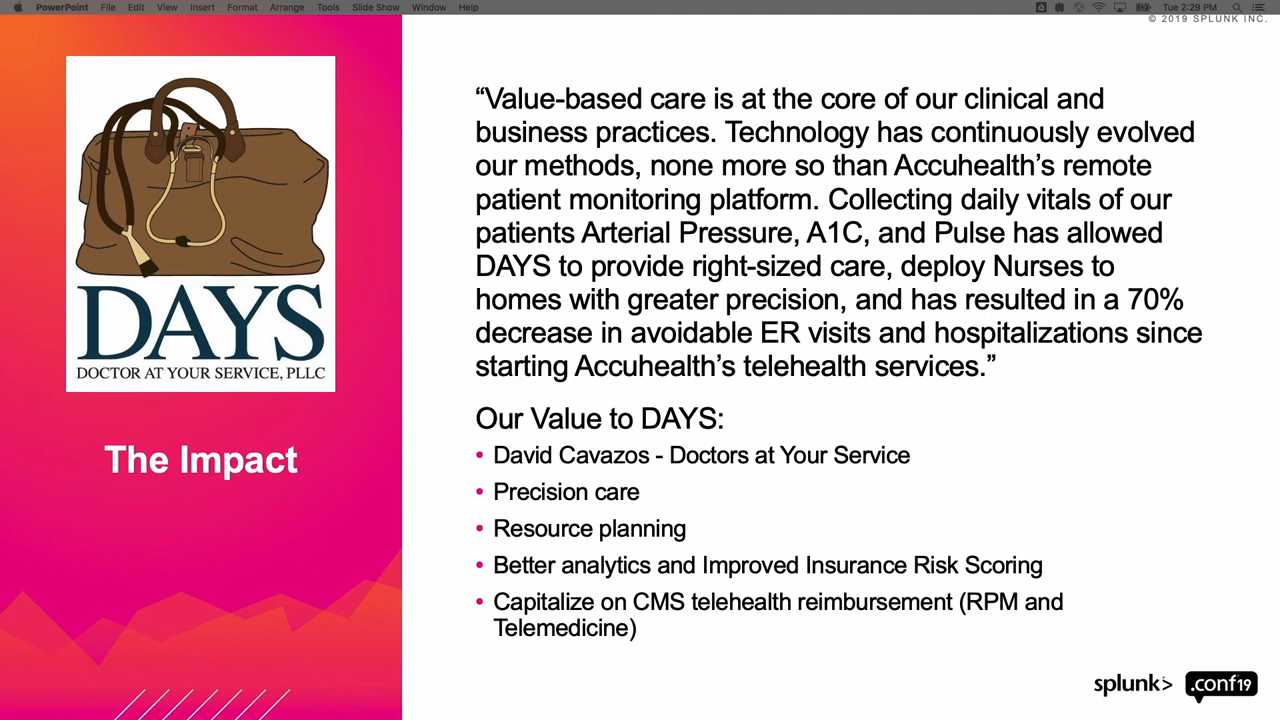 PowerPoint File Edit View Insert Format Arrange Tools Slide Show Window Help Tue 2:29 PM
© 2019 SPLUNK INC.
DAYS
DOCTOR AT YOUR SERVICE, PLLC
The Impact
“Value-based care is at the core of our clinical and
business practices. Technology has continuously evolved
our methods, none more so than Accuhealth’s remote
patient monitoring platform. Collecting daily vitals of our
patients Arterial Pressure, A1C, and Pulse has allowed
DAYS to provide right-sized care, deploy Nurses to
homes with greater precision, and has resulted in a 70%
decrease in avoidable ER visits and hospitalizations since
starting Accuhealth’s telehealth services.”
Our Value to DAYS:
• David Cavazos - Doctors at Your Service
• Precision care
• Resource planning
• Better analytics and Improved Insurance Risk Scoring
• Capitalize on CMS telehealth reimbursement (RPM and
Telemedicine)
splunk> .conf19